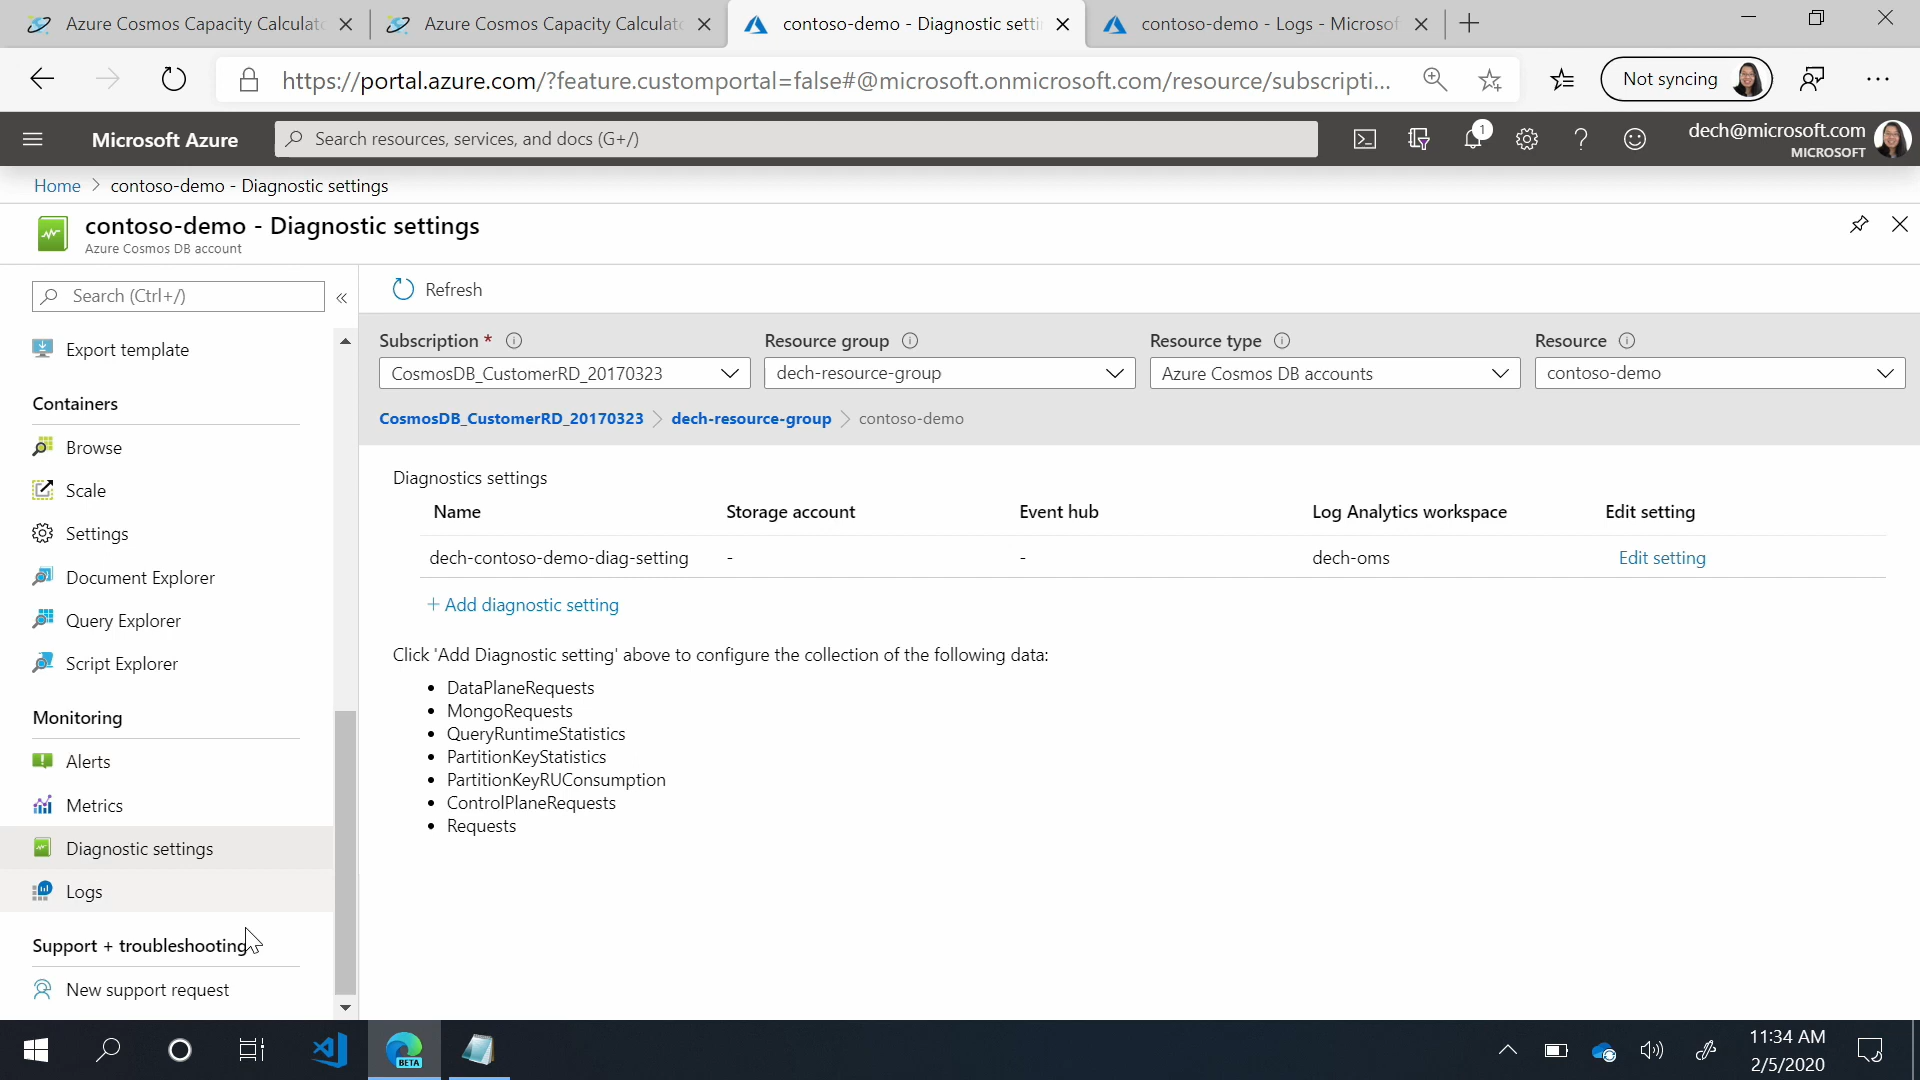 Azure Cosmos Capacity Calculat
Azure Cosmos Capacity Calculat
contoso-demo - Diagnostic setti
contoso-demo - Logs - Microsof
https://portal.azure.com/?feature.customportal=false#@microsoft.onmicrosoft.com/resource/subscripti...
Not syncing
Microsoft Azure
Search resources, services, and docs (G+/)
1
dech@microsoft.com
MICROSOFT
Home > contoso-demo - Diagnostic settings
contoso-demo - Diagnostic settings
Azure Cosmos DB account
Search (Ctrl+/)
«
Export template
Containers
Browse
Scale
Settings
Document Explorer
Query Explorer
Script Explorer
Monitoring
Alerts
Metrics
Diagnostic settings
Logs
Support + troubleshooting
New support request
Refresh
Subscription *
Resource group
Resource type
Resource
CosmosDB_CustomerRD_20170323
dech-resource-group
Azure Cosmos DB accounts
contoso-demo
CosmosDB_CustomerRD_20170323 > dech-resource-group > contoso-demo
Diagnostics settings
Name Storage account Event hub Log Analytics workspace Edit setting
dech-contoso-demo-diag-setting - - dech-oms Edit setting
+ Add diagnostic setting
Click 'Add Diagnostic setting' above to configure the collection of the following data:
• DataPlaneRequests
• MongoRequests
• QueryRuntimeStatistics
• PartitionKeyStatistics
• PartitionKeyRUConsumption
• ControlPlaneRequests
• Requests
BETA
11:34 AM
2/5/2020